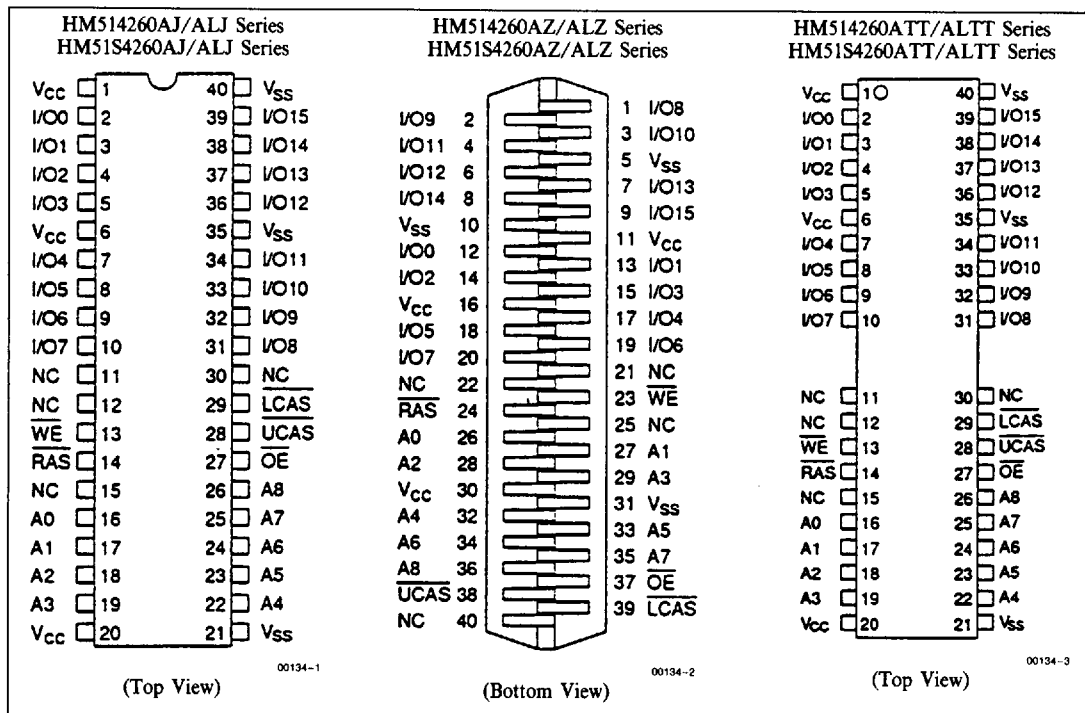 HM514260AJ/ALJ Series
HM51S4260AJ/ALJ Series
VCC 1 40 VSS
I/O0 2 39 I/O15
I/O1 3 38 I/O14
I/O2 4 37 I/O13
I/O3 5 36 I/O12
VCC 6 35 VSS
I/O4 7 34 I/O11
I/O5 8 33 I/O10
I/O6 9 32 I/O9
I/O7 10 31 I/O8
NC 11 30 NC
NC 12 29 LCAS
WE 13 28 UCAS
RAS 14 27 OE
NC 15 26 A8
A0 16 25 A7
A1 17 24 A6
A2 18 23 A5
A3 19 22 A4
VCC 20 21 VSS
00134-1
(Top View)
HM514260AZ/ALZ Series
HM51S4260AZ/ALZ Series
1 I/O8
I/O9 2
3 I/O10
I/O11 4
5 VSS
I/O12 6
7 I/O13
I/O14 8
9 I/O15
VSS 10
11 VCC
I/O0 12
13 I/O1
I/O2 14
15 I/O3
VCC 16
17 I/O4
I/O5 18
19 I/O6
I/O7 20
21 NC
NC 22
23 WE
RAS 24
25 NC
A0 26
27 A1
A2 28
29 A3
VCC 30
31 VSS
A4 32
33 A5
A6 34
35 A7
A8 36
37 OE
UCAS 38
39 LCAS
NC 40
00134-2
(Bottom View)
HM514260ATT/ALTT Series
HM51S4260ATT/ALTT Series
VCC 1 40 VSS
I/O0 2 39 I/O15
I/O1 3 38 I/O14
I/O2 4 37 I/O13
I/O3 5 36 I/O12
VCC 6 35 VSS
I/O4 7 34 I/O11
I/O5 8 33 I/O10
I/O6 9 32 I/O9
I/O7 10 31 I/O8
NC 11 30 NC
NC 12 29 LCAS
WE 13 28 UCAS
RAS 14 27 OE
NC 15 26 A8
A0 16 25 A7
A1 17 24 A6
A2 18 23 A5
A3 19 22 A4
VCC 20 21 VSS
00134-3
(Top View)